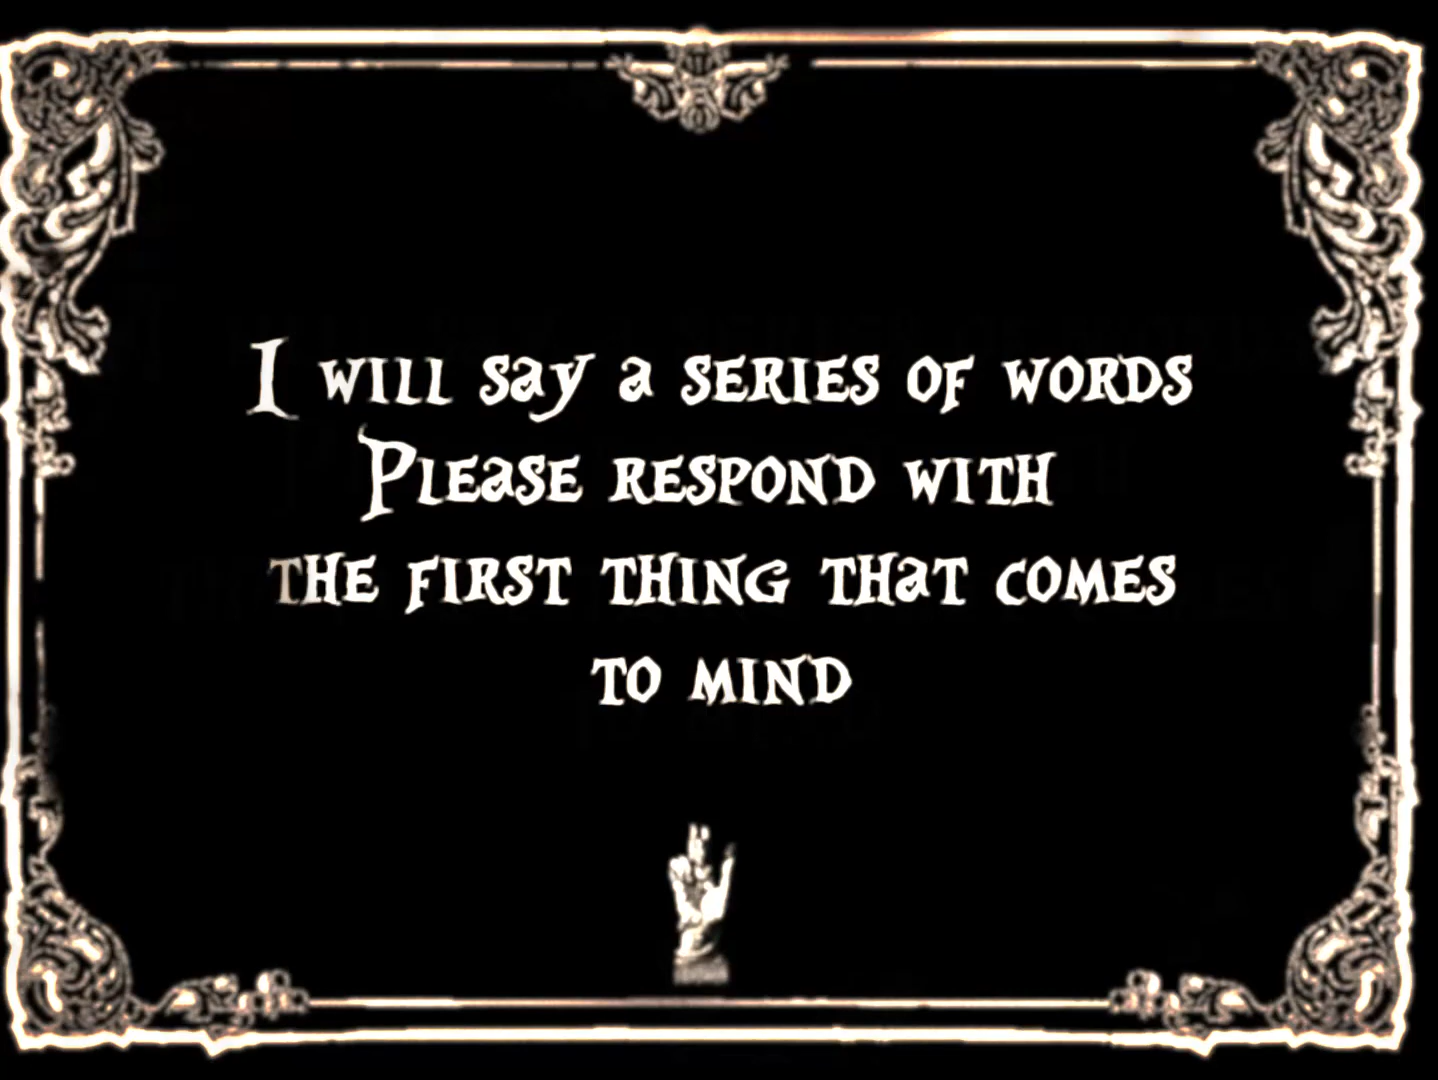 I will say a series of words
Please respond with
the first thing that comes
to mind